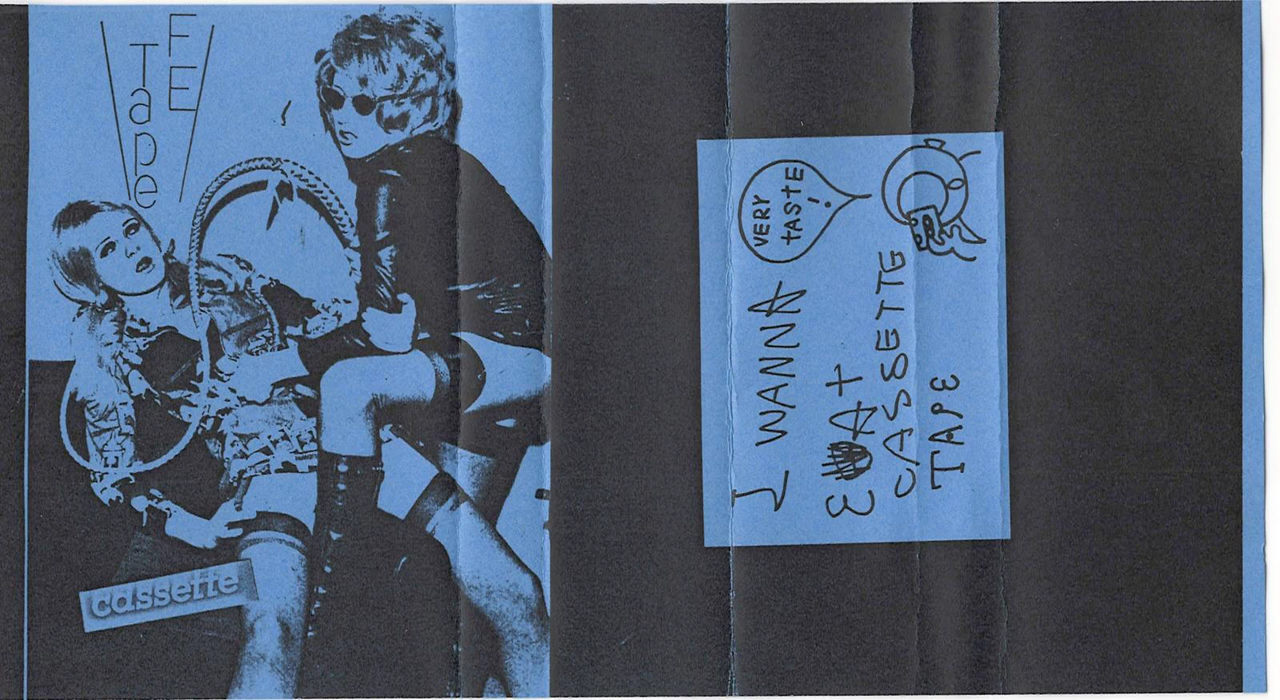 FE
Tape
cassette
VERY
TASTE
!
I WANNA
EAT
CASSETTE
TAPE